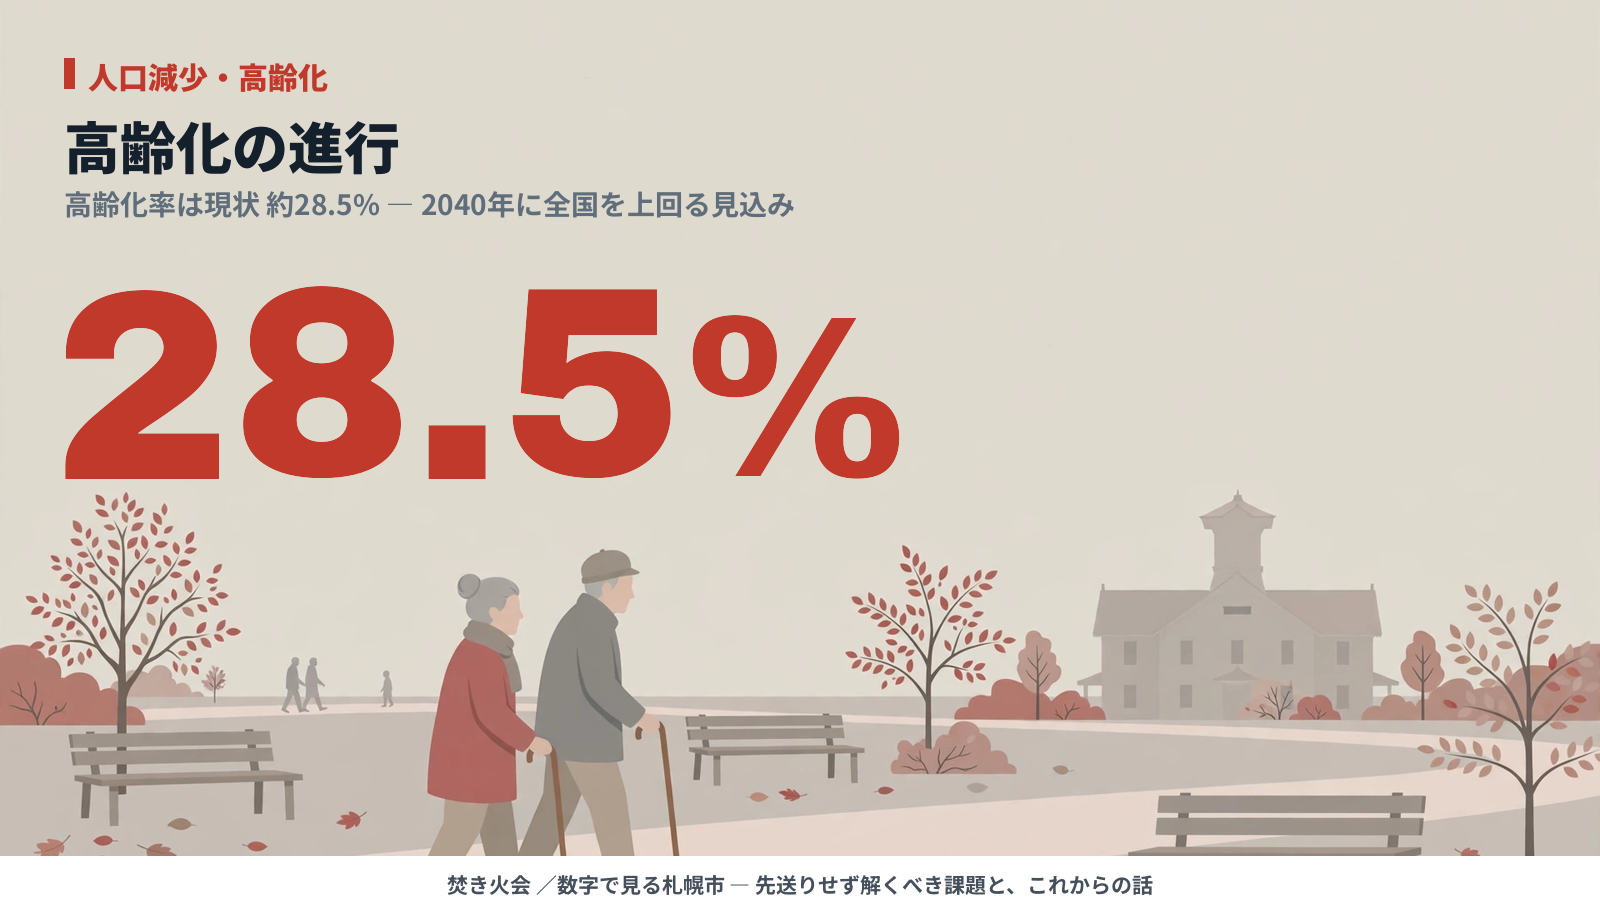 人口減少・高齢化
高齢化の進行
高齢化率は現状 約28.5% — 2040年に全国を上回る見込み
28.5%
焚き火会 ／数字で見る札幌市 — 先送りせず解くべき課題と、これからの話